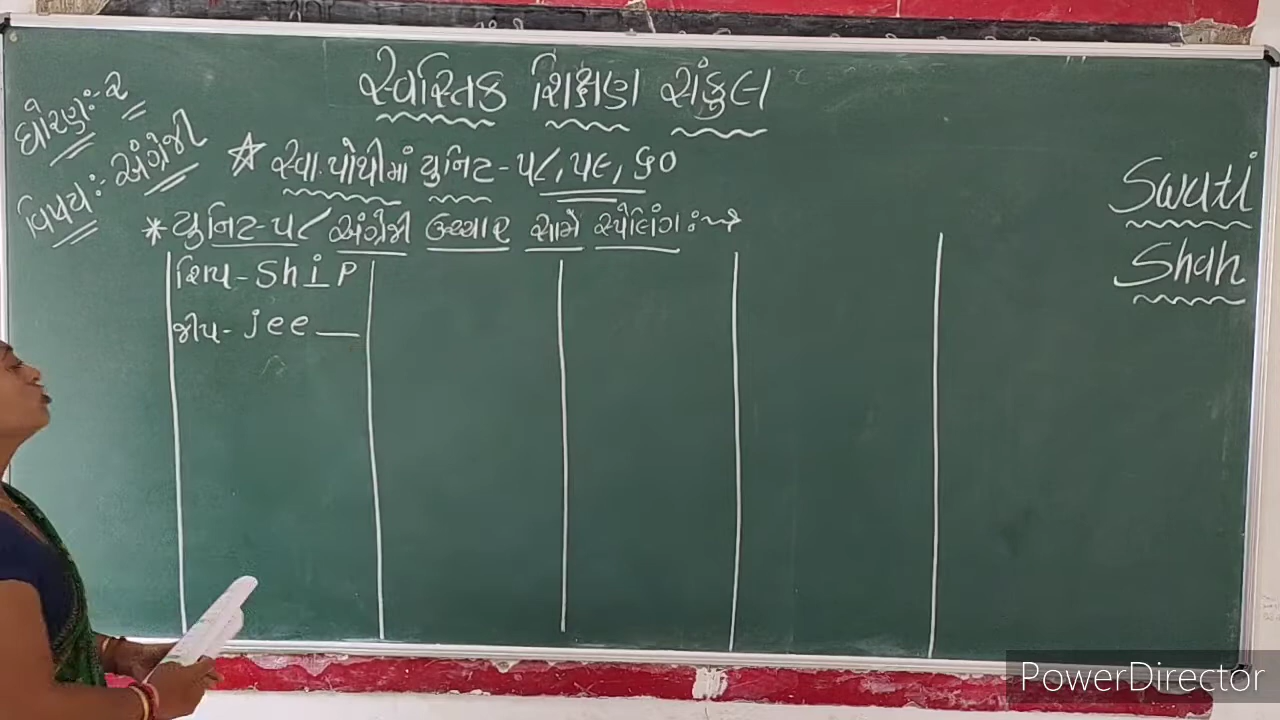 સ્વસ્તિક શિક્ષણ સંકુલ
ધોરણ:- ૨
વિષય:- અંગ્રેજી
સ્વા.પોથીમાં યુનિટ - ૫૮, ૫૯, ૬૦
* યુનિટ - ૫૮ અંગ્રેજી ઉચ્ચાર સામે સ્પેલિંગ :→
શિપ - Ship
જીપ - jee__
Swati
Shah
PowerDirector